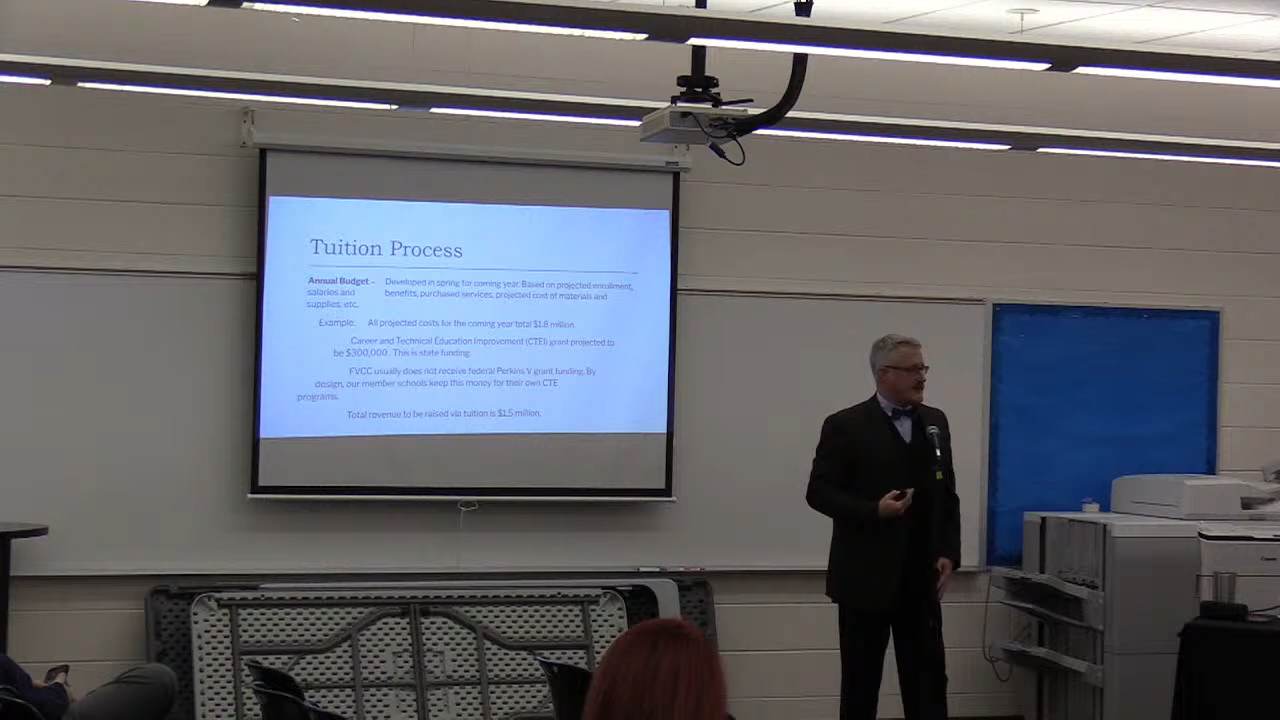 Tuition Process
Annual Budget – Developed in spring for coming year. Based on projected enrollment,
salaries and benefits, purchased services, projected cost of materials and
supplies, etc.
Example: All projected costs for the coming year total $1.8 million.
Career and Technical Education Improvement (CTEI) grant projected to
be $300,000. This is state funding.
FVCC usually does not receive federal Perkins V grant funding. By
design, our member schools keep this money for their own CTE
programs.
Total revenue to be raised via tuition is $1.5 million.
Canon